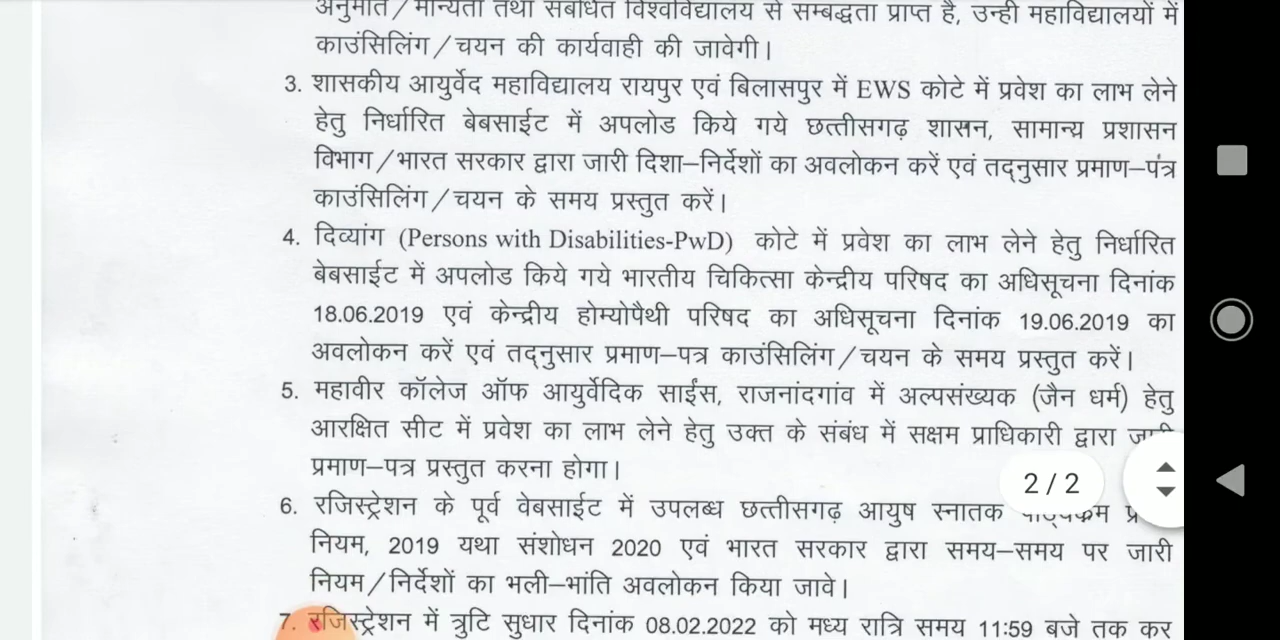 अनुमति/मान्यता तथा संबंधित विश्वविद्यालय से सम्बद्धता प्राप्त है, उन्ही महाविद्यालयों में
काउंसिलिंग/चयन की कार्यवाही की जावेगी।
3. शासकीय आयुर्वेद महाविद्यालय रायपुर एवं बिलासपुर में EWS कोटे में प्रवेश का लाभ लेने
हेतु निर्धारित बेबसाईट में अपलोड किये गये छत्तीसगढ़ शासन, सामान्य प्रशासन
विभाग/भारत सरकार द्वारा जारी दिशा–निर्देशों का अवलोकन करें एवं तद्नुसार प्रमाण–पत्र
काउंसिलिंग/चयन के समय प्रस्तुत करें।
4. दिव्यांग (Persons with Disabilities-PwD) कोटे में प्रवेश का लाभ लेने हेतु निर्धारित
बेबसाईट में अपलोड किये गये भारतीय चिकित्सा केन्द्रीय परिषद का अधिसूचना दिनांक
18.06.2019 एवं केन्द्रीय होम्योपैथी परिषद का अधिसूचना दिनांक 19.06.2019 का
अवलोकन करें एवं तद्नुसार प्रमाण–पत्र काउंसिलिंग/चयन के समय प्रस्तुत करें।
5. महावीर कॉलेज ऑफ आयुर्वेदिक साईंस, राजनांदगांव में अल्पसंख्यक (जैन धर्म) हेतु
आरक्षित सीट में प्रवेश का लाभ लेने हेतु उक्त के संबंध में सक्षम प्राधिकारी द्वारा
प्रमाण–पत्र प्रस्तुत करना होगा।
2/2
6. रजिस्ट्रेशन के पूर्व वेबसाईट में उपलब्ध छत्तीसगढ़ आयुष स्नातक
नियम, 2019 यथा संशोधन 2020 एवं भारत सरकार द्वारा समय–समय पर जारी
नियम/निर्देशों का भली–भांति अवलोकन किया जावे।
7. रजिस्ट्रेशन में त्रुटि सुधार दिनांक 08.02.2022 को मध्य रात्रि समय 11:59 बजे तक कर